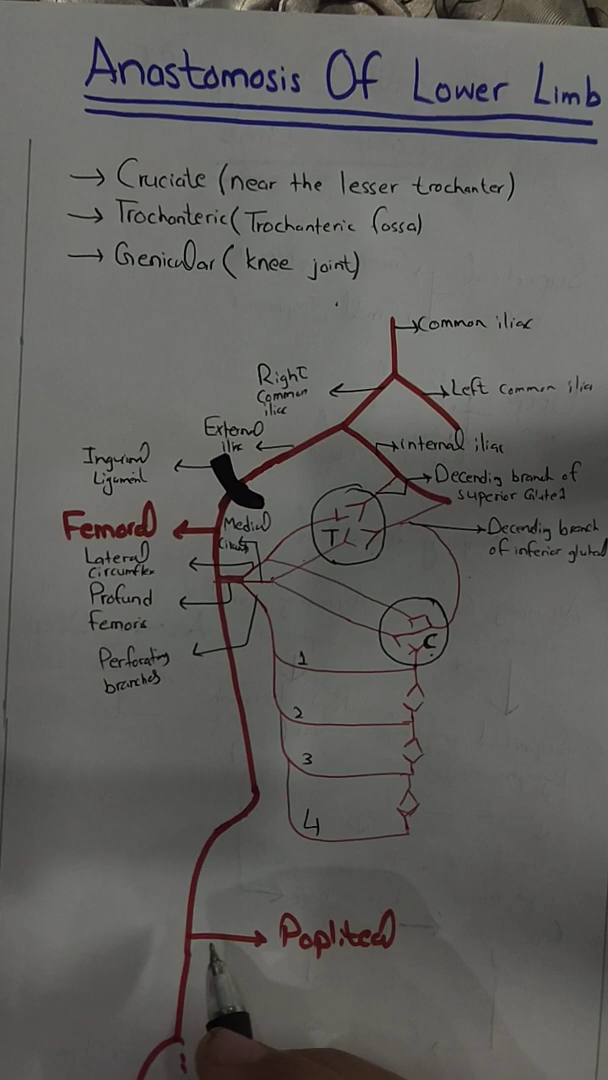 Anastomosis Of Lower Limb
→ Cruciate (near the lesser trochanter)
→ Trochanteric (Trochanteric fossa)
→ Genicular (knee joint)
Common iliac
Right
Common
iliac
Left common ilia
External
iliac
internal iliac
Inguinal
Ligament
Decending branch of
superior Gluteal
Femoral
Medial
T
Decending branch
of inferior gluteal
Lateral
Circumflex
Profund
femoris
C
Perforating
branches
1
2
3
4
Popliteal